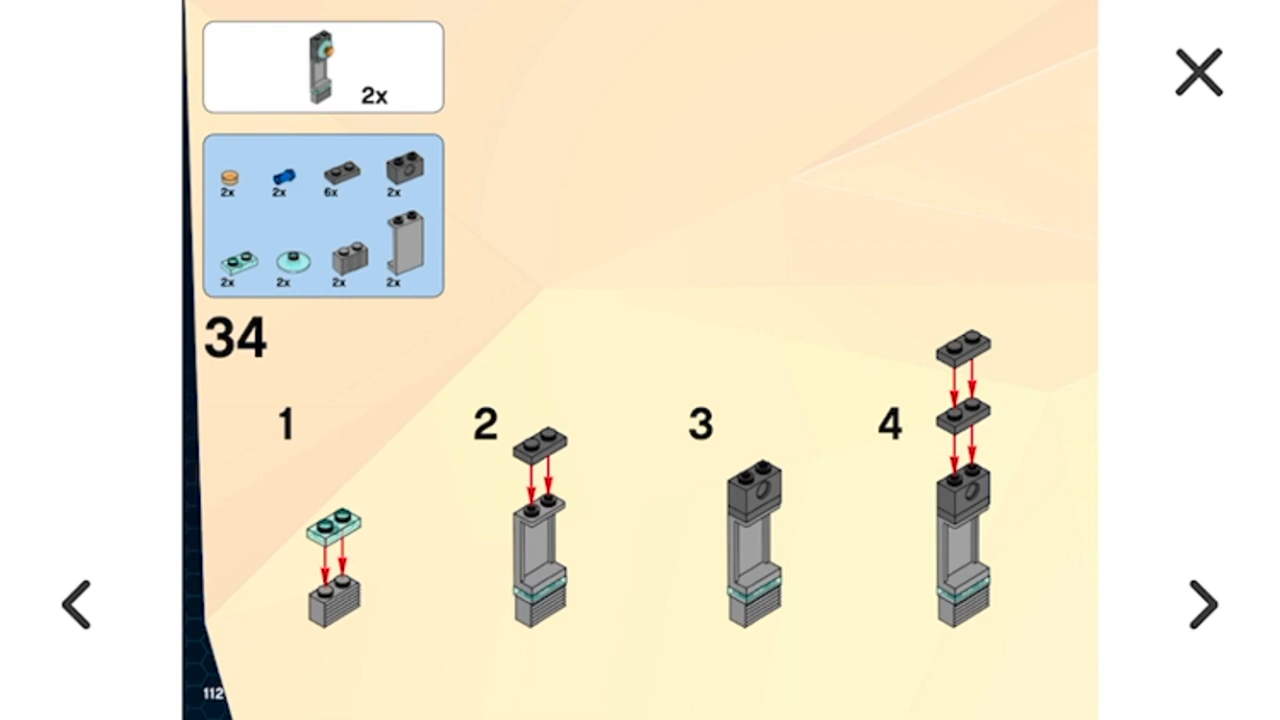 2x
2x 2x 6x 2x
2x 2x 2x 2x
34
1 2 3 4
112